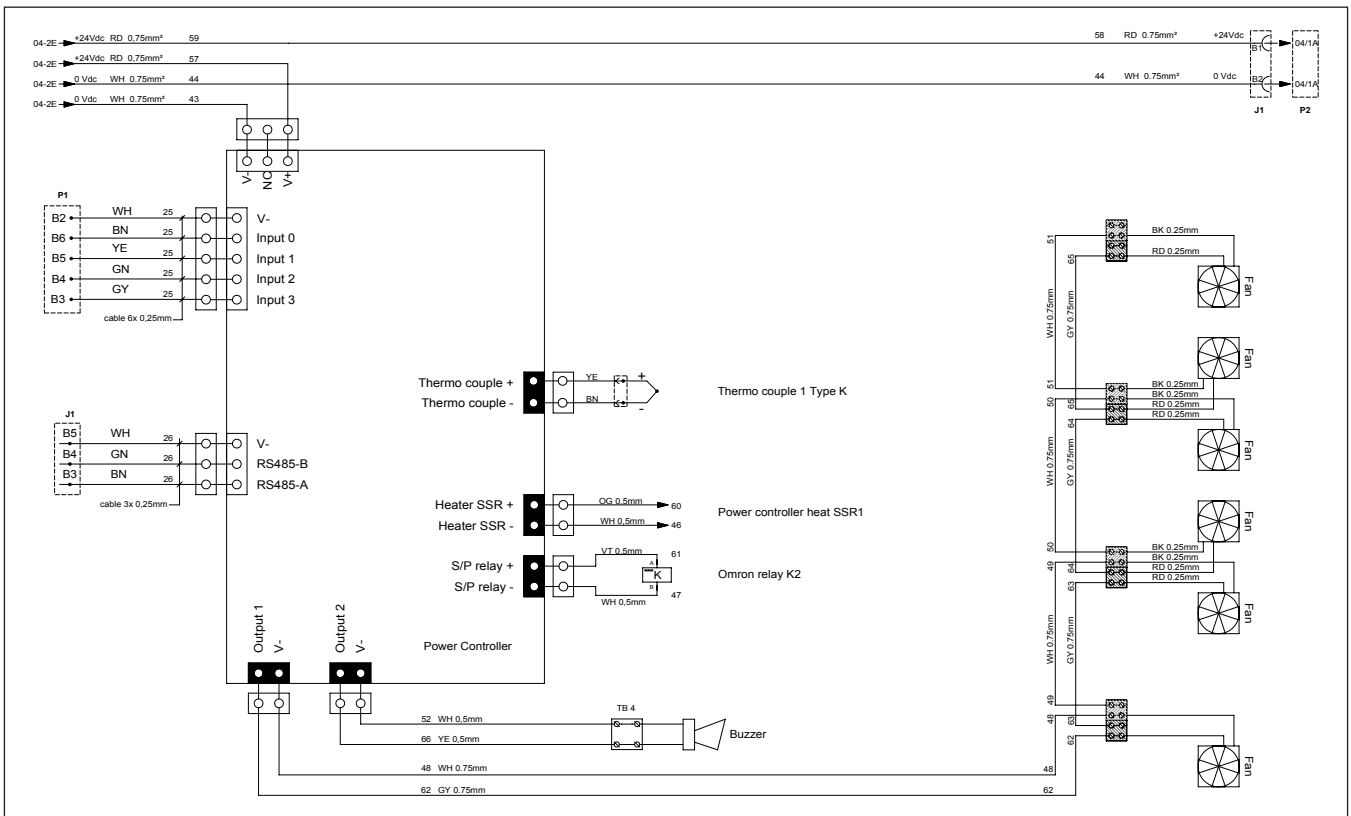 04-2E +24Vdc RD 0,75mm² 59
58 RD 0.75mm² +24Vdc B1 04/1A
04-2E +24Vdc RD 0,75mm² 57
04-2E 0 Vdc WH 0.75mm² 44
44 WH 0.75mm² 0 Vdc B2 04/1A
04-2E 0 Vdc WH 0.75mm² 43
J1 P2
V- NC V+
P1
B2 WH 25 V-
B6 BN 25 Input 0
B5 YE 25 Input 1
B4 GN 25 Input 2
B3 GY 25 Input 3
cable 6x 0,25mm
Thermo couple + YE +
Thermo couple - BN -
Thermo couple 1 Type K
J1
B5 WH 26 V-
B4 GN 26 RS485-B
B3 BN 26 RS485-A
cable 3x 0,25mm
Heater SSR + OG 0,5mm 60
Heater SSR - WH 0,5mm 46
Power controller heat SSR1
S/P relay + VT 0,5mm 61
A
K
B
Omron relay K2
S/P relay - WH 0,5mm 47
Power Controller
Output 1 V- Output 2 V-
52 WH 0,5mm
66 YE 0,5mm
TB 4
Buzzer
48 WH 0.75mm 48
62 GY 0.75mm 62
51 BK 0.25mm
65 RD 0.25mm
Fan
WH 0.75mm
GY 0.75mm
Fan
51 BK 0.25mm
50 BK 0.25mm
65 RD 0.25mm
64 RD 0.25mm
Fan
WH 0.75mm
GY 0.75mm
Fan
50 BK 0.25mm
49 BK 0.25mm
64 RD 0.25mm
63 RD 0.25mm
Fan
WH 0.75mm
GY 0.75mm
49
48
63
62
Fan